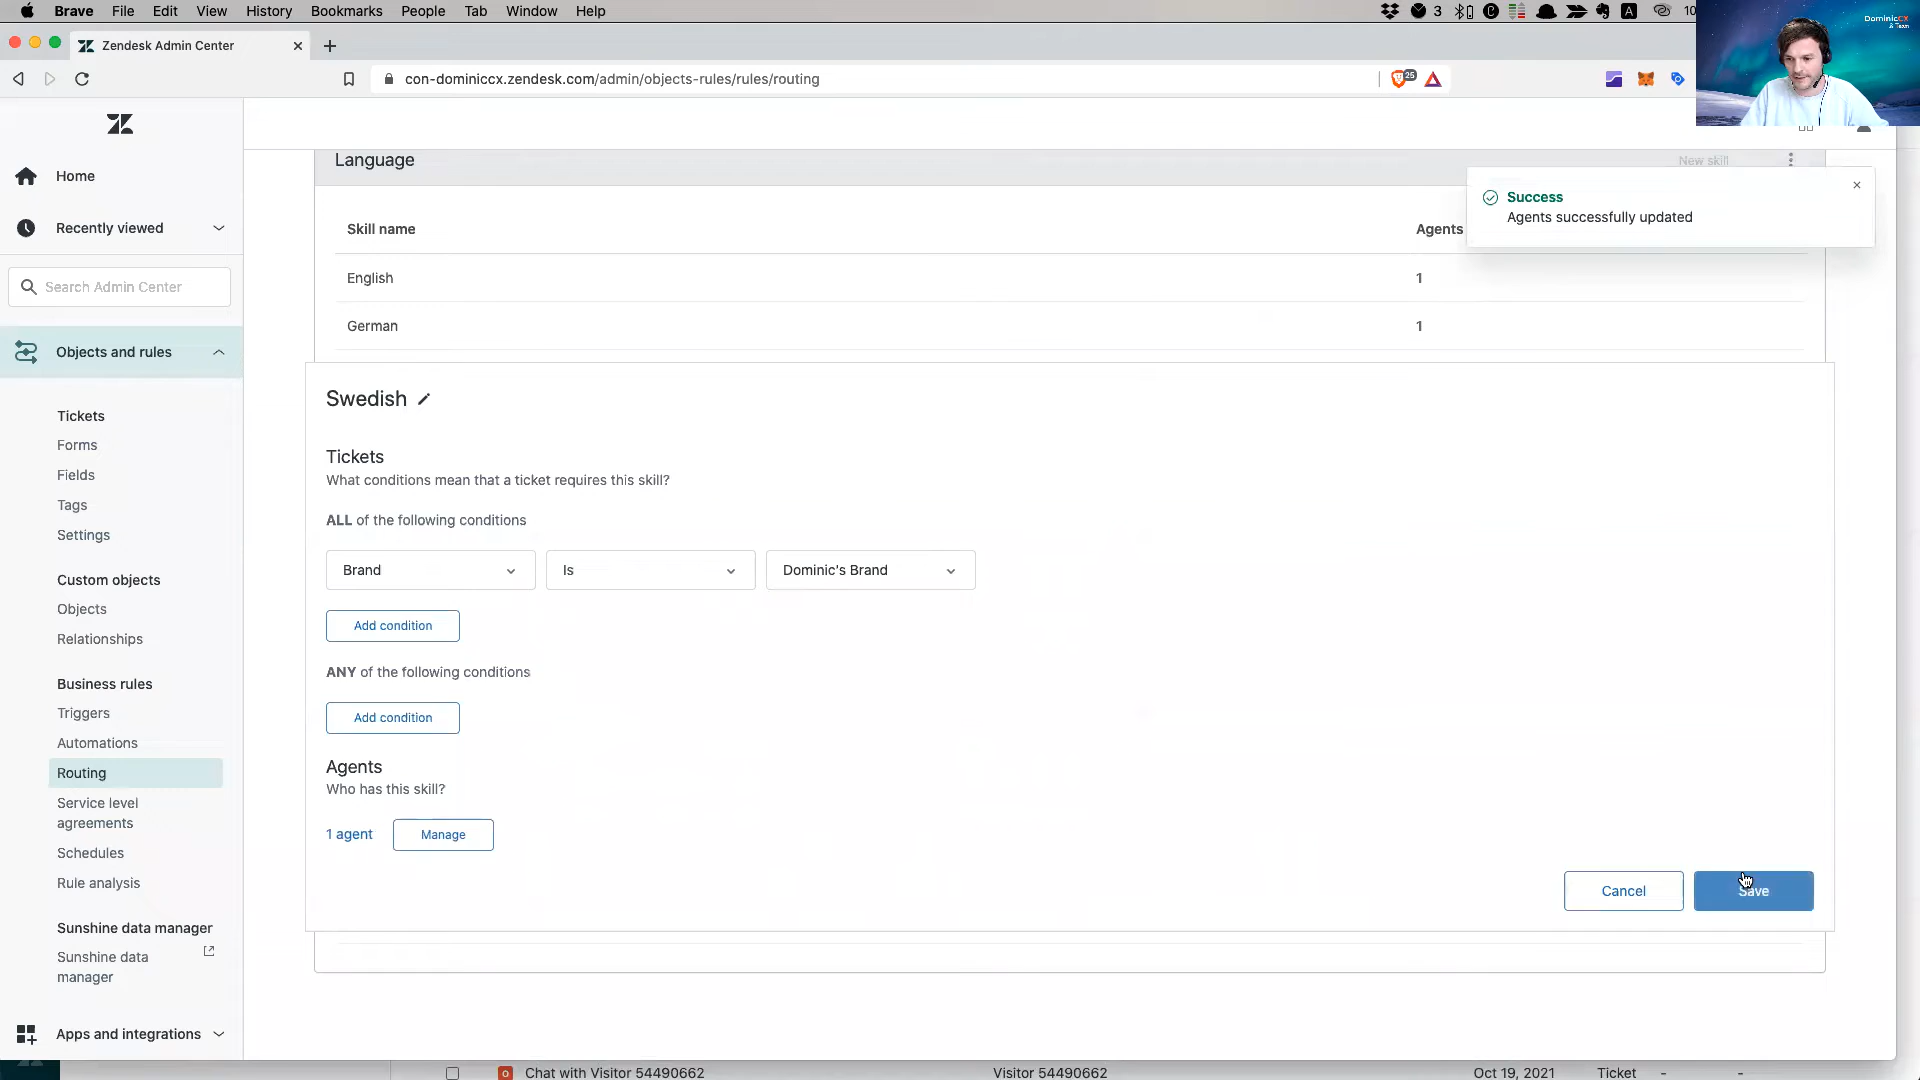 Brave File Edit View History Bookmarks People Tab Window Help
3
10
DominicCX
& Team
Zendesk Admin Center
con-dominiccx.zendesk.com/admin/objects-rules/rules/routing
25
Home
Recently viewed
Search Admin Center
Objects and rules
Tickets
Forms
Fields
Tags
Settings
Custom objects
Objects
Relationships
Business rules
Triggers
Automations
Routing
Service level
agreements
Schedules
Rule analysis
Sunshine data manager
Sunshine data
manager
Apps and integrations
Language
New skill
Success
Agents successfully updated
Skill name
Agents
English
1
German
1
Swedish
Tickets
What conditions mean that a ticket requires this skill?
ALL of the following conditions
Brand
Is
Dominic's Brand
Add condition
ANY of the following conditions
Add condition
Agents
Who has this skill?
1 agent
Manage
Cancel
Save
Chat with Visitor 54490662
Visitor 54490662
Oct 19, 2021
Ticket
-
-